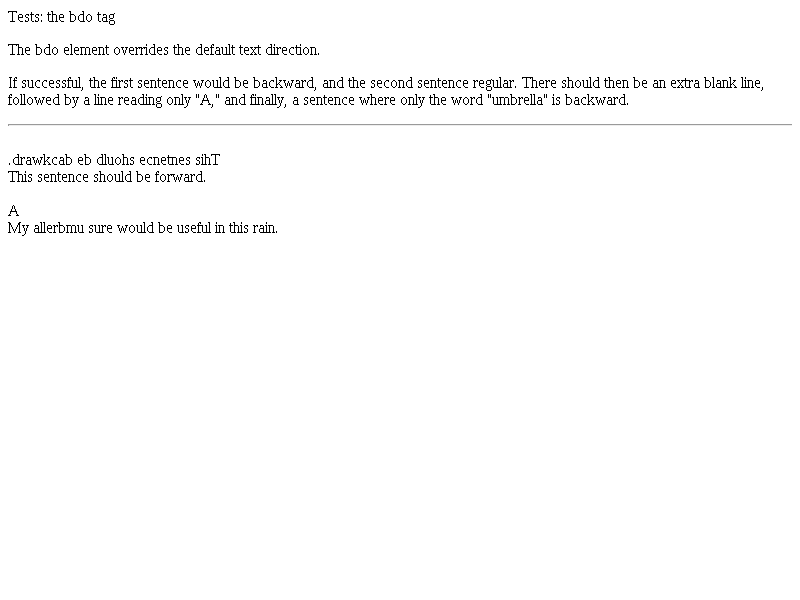 Tests: the bdo tag
The bdo element overrides the default text direction.
If successful, the first sentence would be backward, and the second sentence regular. There should then be an extra blank line,
followed by a line reading only "A," and finally, a sentence where only the word "umbrella" is backward.
.drawkcab eb dluohs ecnetnes sihT
This sentence should be forward.
A
My allerbmu sure would be useful in this rain.